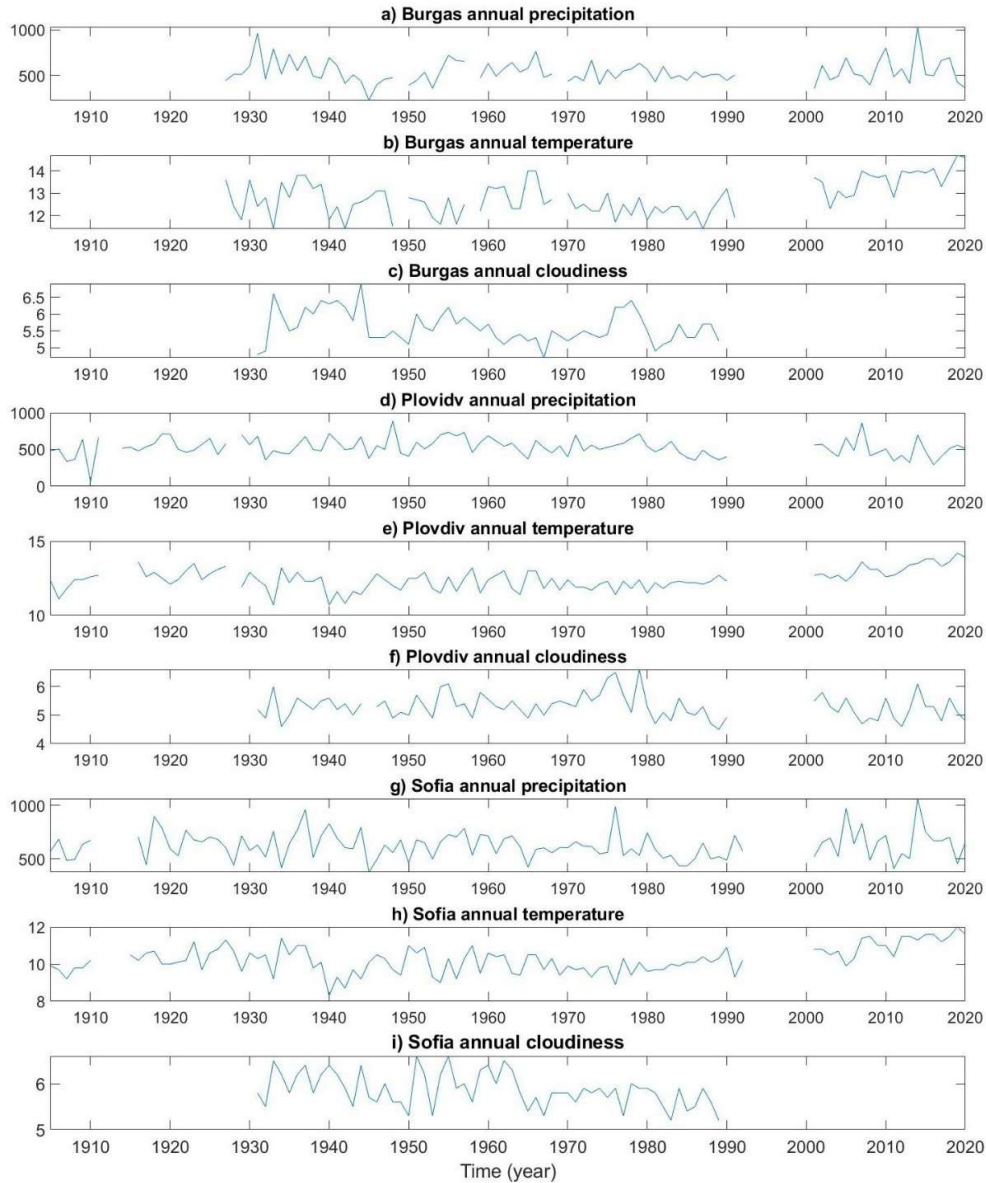 a) Burgas annual precipitation
1000
500
1910 1920 1930 1940 1950 1960 1970 1980 1990 2000 2010 2020
b) Burgas annual temperature
14
13
12
1910 1920 1930 1940 1950 1960 1970 1980 1990 2000 2010 2020
c) Burgas annual cloudiness
6.5
6
5.5
5
1910 1920 1930 1940 1950 1960 1970 1980 1990 2000 2010 2020
d) Plovidv annual precipitation
1000
500
0
1910 1920 1930 1940 1950 1960 1970 1980 1990 2000 2010 2020
e) Plovdiv annual temperature
15
10
1910 1920 1930 1940 1950 1960 1970 1980 1990 2000 2010 2020
f) Plovdiv annual cloudiness
6
5
4
1910 1920 1930 1940 1950 1960 1970 1980 1990 2000 2010 2020
g) Sofia annual precipitation
1000
500
1910 1920 1930 1940 1950 1960 1970 1980 1990 2000 2010 2020
h) Sofia annual temperature
12
10
8
1910 1920 1930 1940 1950 1960 1970 1980 1990 2000 2010 2020
i) Sofia annual cloudiness
6
5
1910 1920 1930 1940 1950 1960 1970 1980 1990 2000 2010 2020
Time (year)